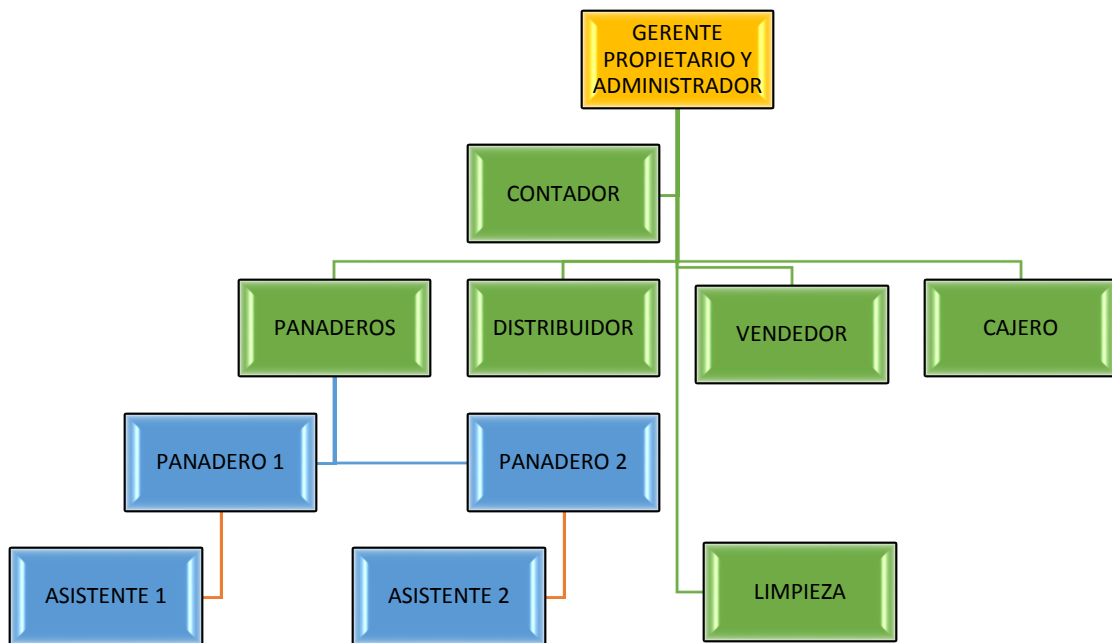 GERENTE
PROPIETARIO Y
ADMINISTRADOR
CONTADOR
PANADEROS
DISTRIBUIDOR
VENDEDOR
CAJERO
PANADERO 1
PANADERO 2
ASISTENTE 1
ASISTENTE 2
LIMPIEZA